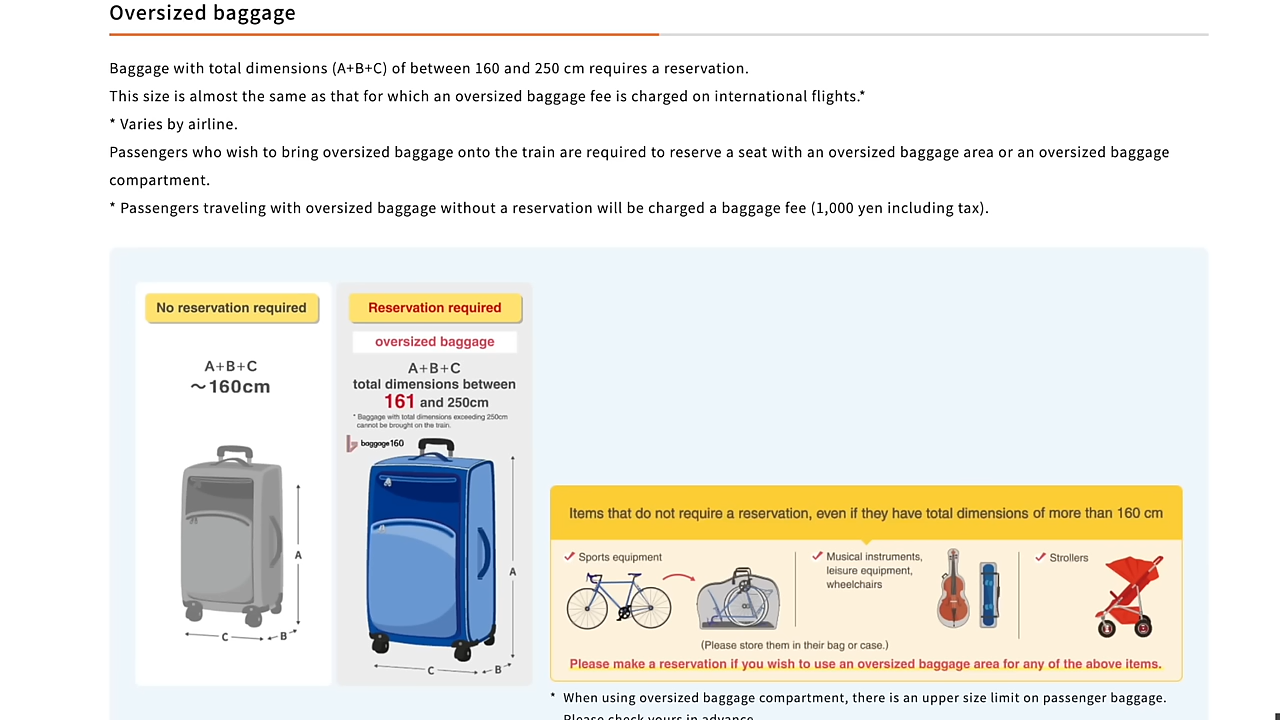 Oversized baggage
Baggage with total dimensions (A+B+C) of between 160 and 250 cm requires a reservation.
This size is almost the same as that for which an oversized baggage fee is charged on international flights.*
* Varies by airline.
Passengers who wish to bring oversized baggage onto the train are required to reserve a seat with an oversized baggage area or an oversized baggage
compartment.
* Passengers traveling with oversized baggage without a reservation will be charged a baggage fee (1,000 yen including tax).
No reservation required
A+B+C
～160cm
A
C
B
Reservation required
oversized baggage
A+B+C
total dimensions between
161 and 250cm
* Baggage with total dimensions exceeding 250cm
cannot be brought on the train.
baggage160
A
C
B
Items that do not require a reservation, even if they have total dimensions of more than 160 cm
Sports equipment
Musical instruments,
leisure equipment,
wheelchairs
Strollers
(Please store them in their bag or case.)
Please make a reservation if you wish to use an oversized baggage area for any of the above items.
* When using oversized baggage compartment, there is an upper size limit on passenger baggage.
Please check yours in advance.